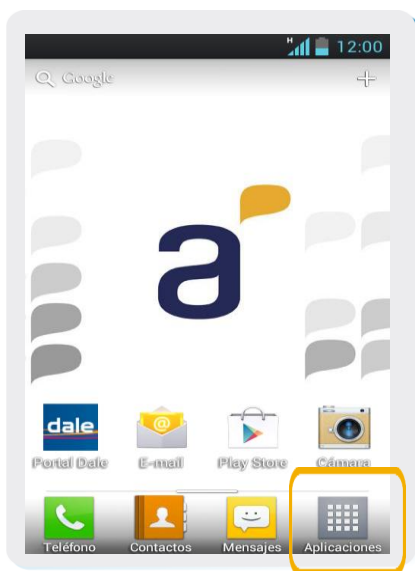 H 12:00
Google
a
dale
Portal Dale E-mail Play Store Cámara
Teléfono Contactos Mensajes Aplicaciones